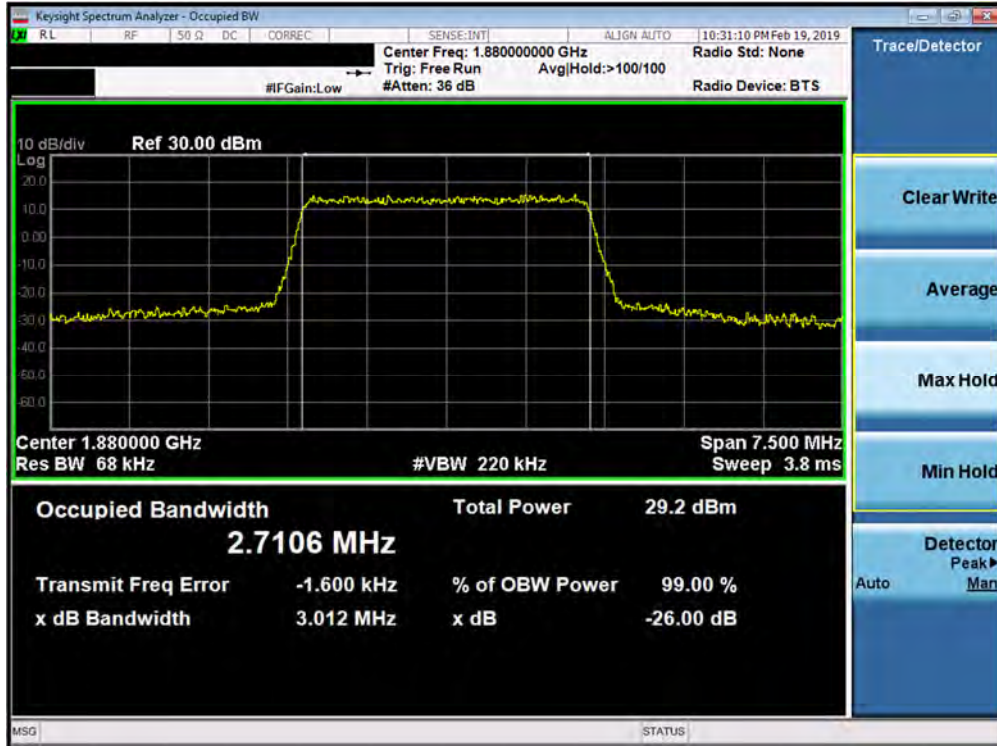 Keysight Spectrum Analyzer - Occupied BW
LXI RL RF 50 Ω DC CORREC SENSE:INT ALIGN AUTO 10:31:10 PM Feb 19, 2019
Center Freq: 1.880000000 GHz Radio Std: None
Trig: Free Run Avg|Hold:>100/100
#IFGain:Low #Atten: 36 dB Radio Device: BTS
10 dB/div Ref 30.00 dBm
Log
20.0
10.0
0.00
-10.0
-20.0
-30.0
-40.0
-50.0
-60.0
Center 1.880000 GHz Span 7.500 MHz
Res BW 68 kHz #VBW 220 kHz Sweep 3.8 ms
Occupied Bandwidth Total Power 29.2 dBm
2.7106 MHz
Transmit Freq Error -1.600 kHz % of OBW Power 99.00 %
x dB Bandwidth 3.012 MHz x dB -26.00 dB
MSG STATUS
Trace/Detector
Clear Write
Average
Max Hold
Min Hold
Detector
Peak▶
Auto Man